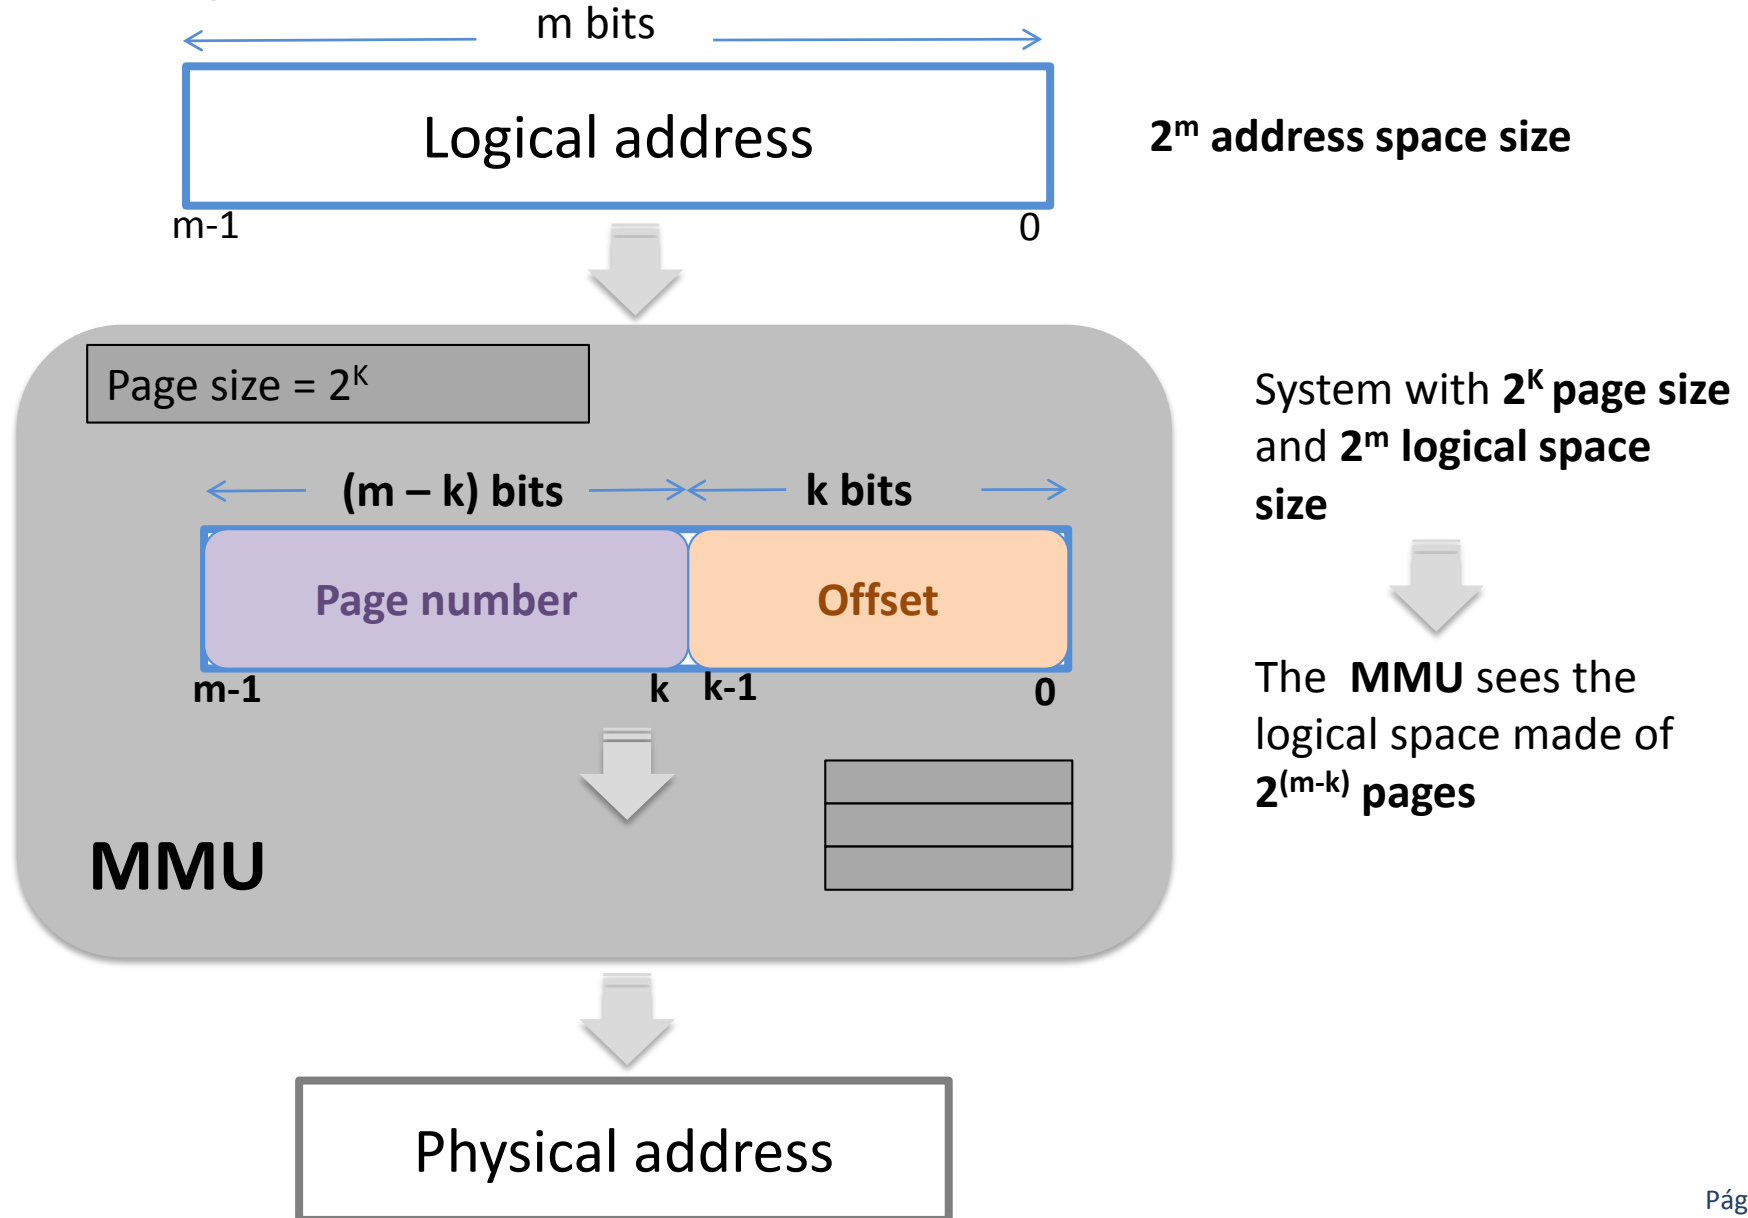 m bits
Logical address
2ᵐ address space size
m-1
0
Page size = 2ᴷ
System with 2ᴷ page size
and 2ᵐ logical space
size
(m – k) bits
k bits
Page number
Offset
m-1
k
k-1
0
The MMU sees the
logical space made of
2⁽ᵐ⁻ᵏ⁾ pages
MMU
Physical address
Pág